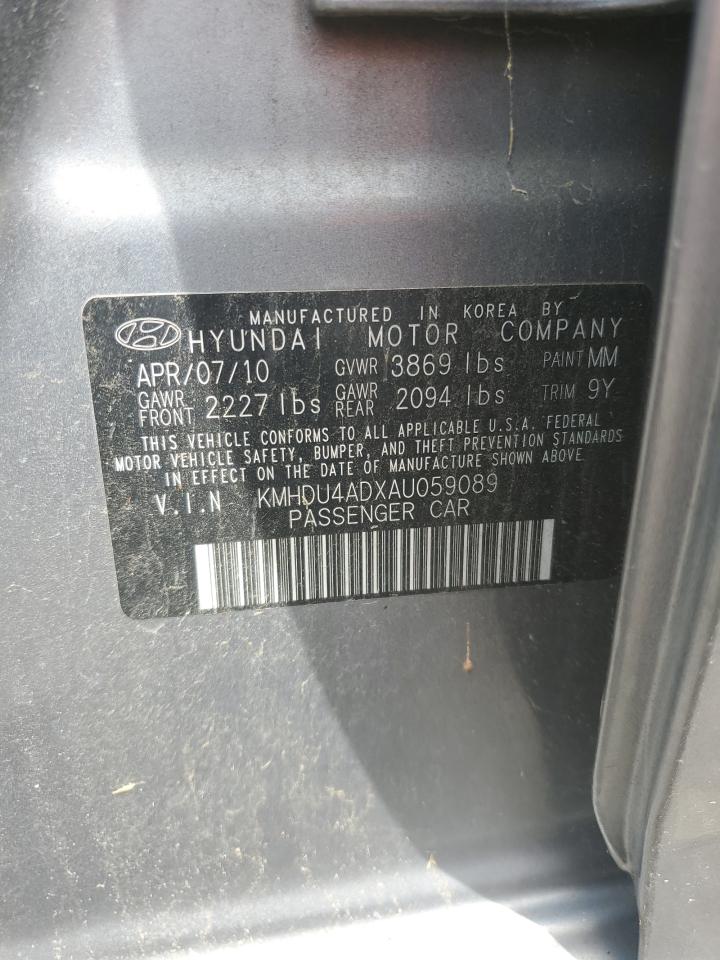 MANUFACTURED IN KOREA BY
HYUNDAI MOTOR COMPANY
APR/07/10 GVWR 3869 lbs PAINT MM
GAWR FRONT 2227 lbs GAWR REAR 2094 lbs TRIM 9Y
THIS VEHICLE CONFORMS TO ALL APPLICABLE U.S.A. FEDERAL
MOTOR VEHICLE SAFETY, BUMPER, AND THEFT PREVENTION STANDARDS
IN EFFECT ON THE DATE OF MANUFACTURE SHOWN ABOVE
V.I.N KMHDU4ADXAU059089
PASSENGER CAR